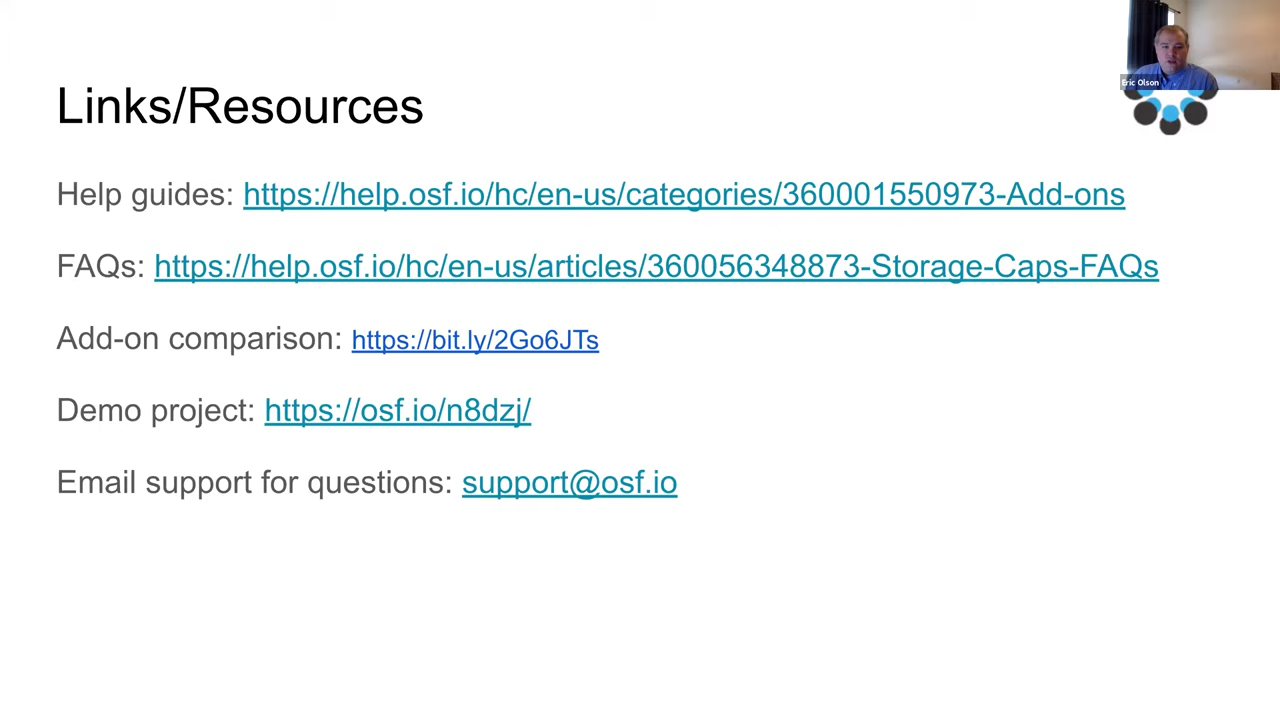 Eric Olson
Links/Resources
Help guides: https://help.osf.io/hc/en-us/categories/360001550973-Add-ons
FAQs: https://help.osf.io/hc/en-us/articles/360056348873-Storage-Caps-FAQs
Add-on comparison: https://bit.ly/2Go6JTs
Demo project: https://osf.io/n8dzj/
Email support for questions: support@osf.io